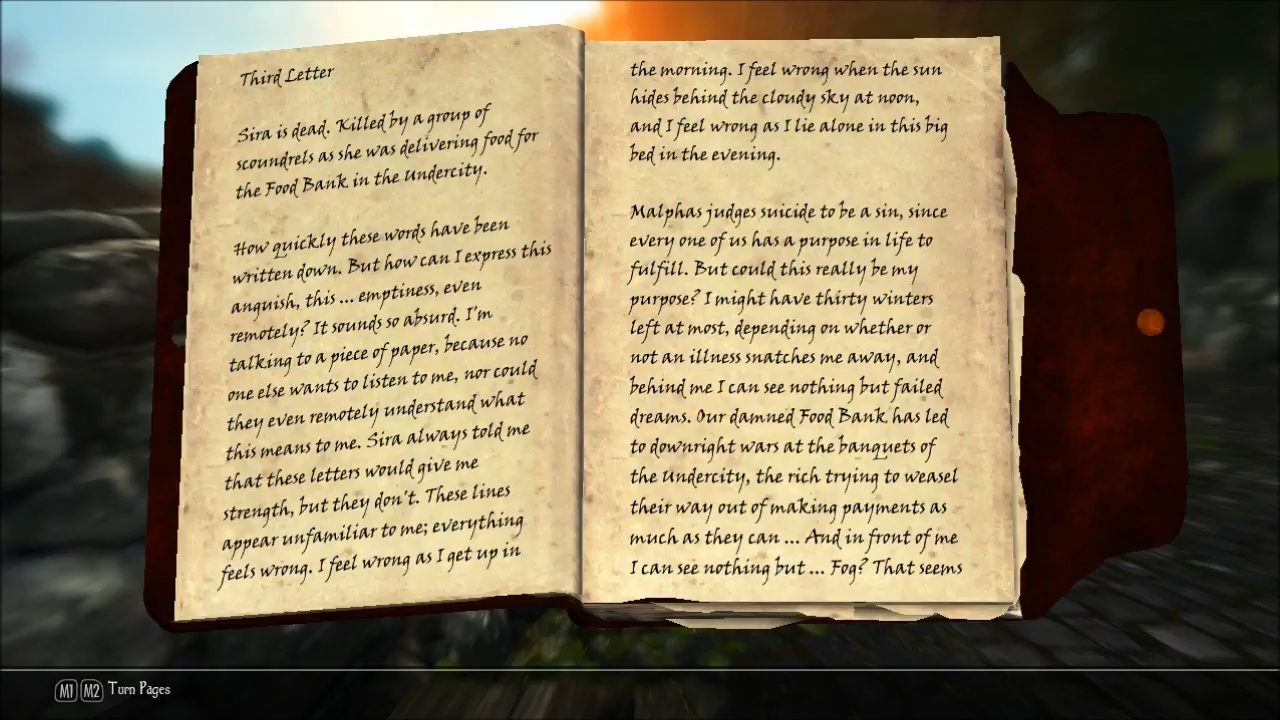 Third Letter
Sira is dead. Killed by a group of
scoundrels as she was delivering food for
the Food Bank in the Undercity.
How quickly these words have been
written down. But how can I express this
anguish, this ... emptiness, even
remotely? It sounds so absurd. I'm
talking to a piece of paper, because no
one else wants to listen to me, nor could
they even remotely understand what
this means to me. Sira always told me
that these letters would give me
strength, but they don't. These lines
appear unfamiliar to me; everything
feels wrong. I feel wrong as I get up in
the morning. I feel wrong when the sun
hides behind the cloudy sky at noon,
and I feel wrong as I lie alone in this big
bed in the evening.
Malphas judges suicide to be a sin, since
every one of us has a purpose in life to
fulfill. But could this really be my
purpose? I might have thirty winters
left at most, depending on whether or
not an illness snatches me away, and
behind me I can see nothing but failed
dreams. Our damned Food Bank has led
to downright wars at the banquets of
the Undercity, the rich trying to weasel
their way out of making payments as
much as they can ... And in front of me
I can see nothing but ... Fog? That seems
M1 M2 Turn Pages